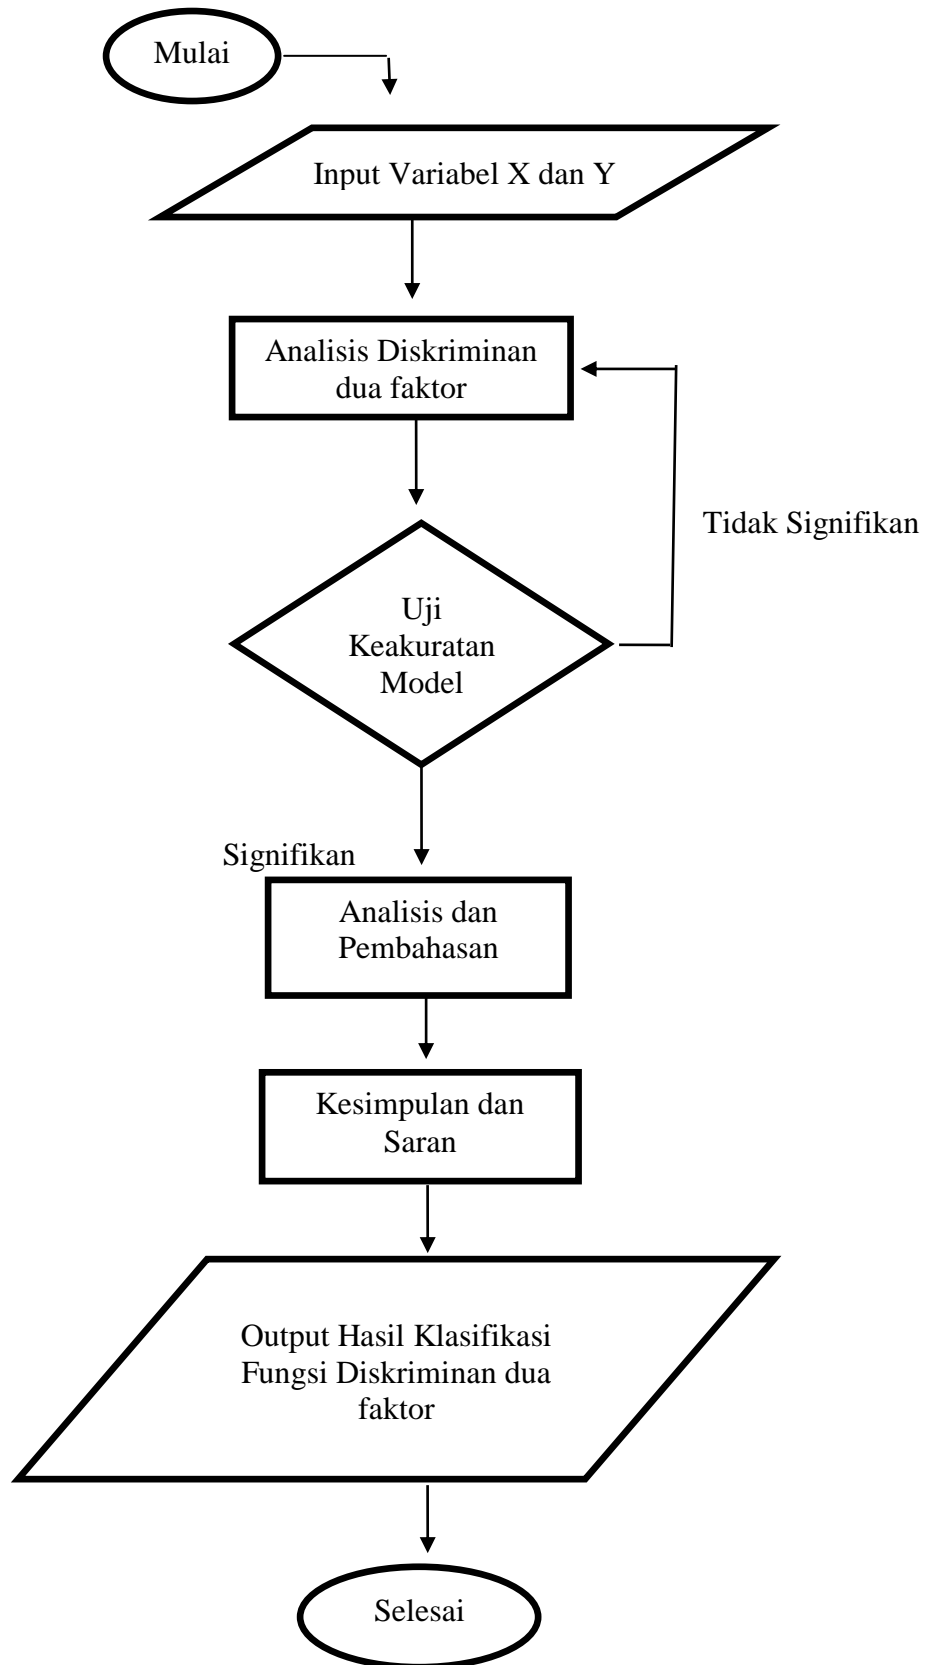 Mulai
Input Variabel X dan Y
Analisis Diskriminan
dua faktor
Tidak Signifikan
Uji
Keakuratan
Model
Signifikan
Analisis dan
Pembahasan
Kesimpulan dan
Saran
Output Hasil Klasifikasi
Fungsi Diskriminan dua
faktor
Selesai